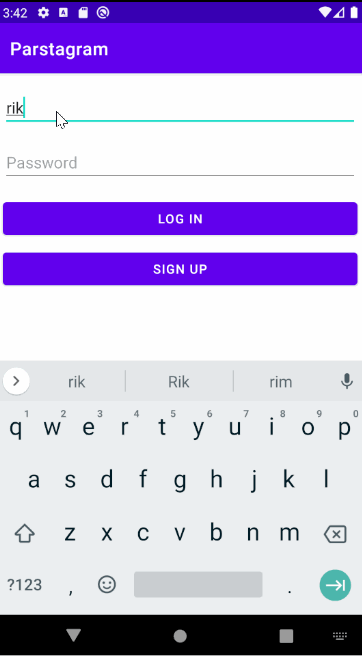 3:42
Parstagram
rik
Password
LOG IN
SIGN UP
rik Rik rim
q1 w2 e3 r4 t5 y6 u7 i8 o9 p0
a s d f g h j k l
z x c v b n m
?123 , .